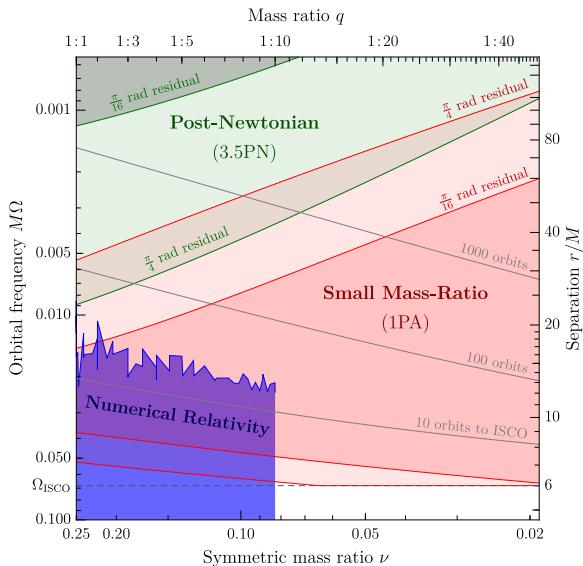 Mass ratio q
1:1 1:3 1:5 1:10 1:20 1:40
π/16 rad residual
π/4 rad residual
0.001
Post-Newtonian
(3.5PN)
80
π/16 rad residual
π/4 rad residual
40
1000 orbits
0.005
Small Mass-Ratio
(1PA)
0.010
20
100 orbits
Numerical Relativity
10
10 orbits to ISCO
0.050
Ω_ISCO
6
0.100
0.25 0.20 0.10 0.05 0.02
Symmetric mass ratio ν
Orbital frequency MΩ
Separation r/M